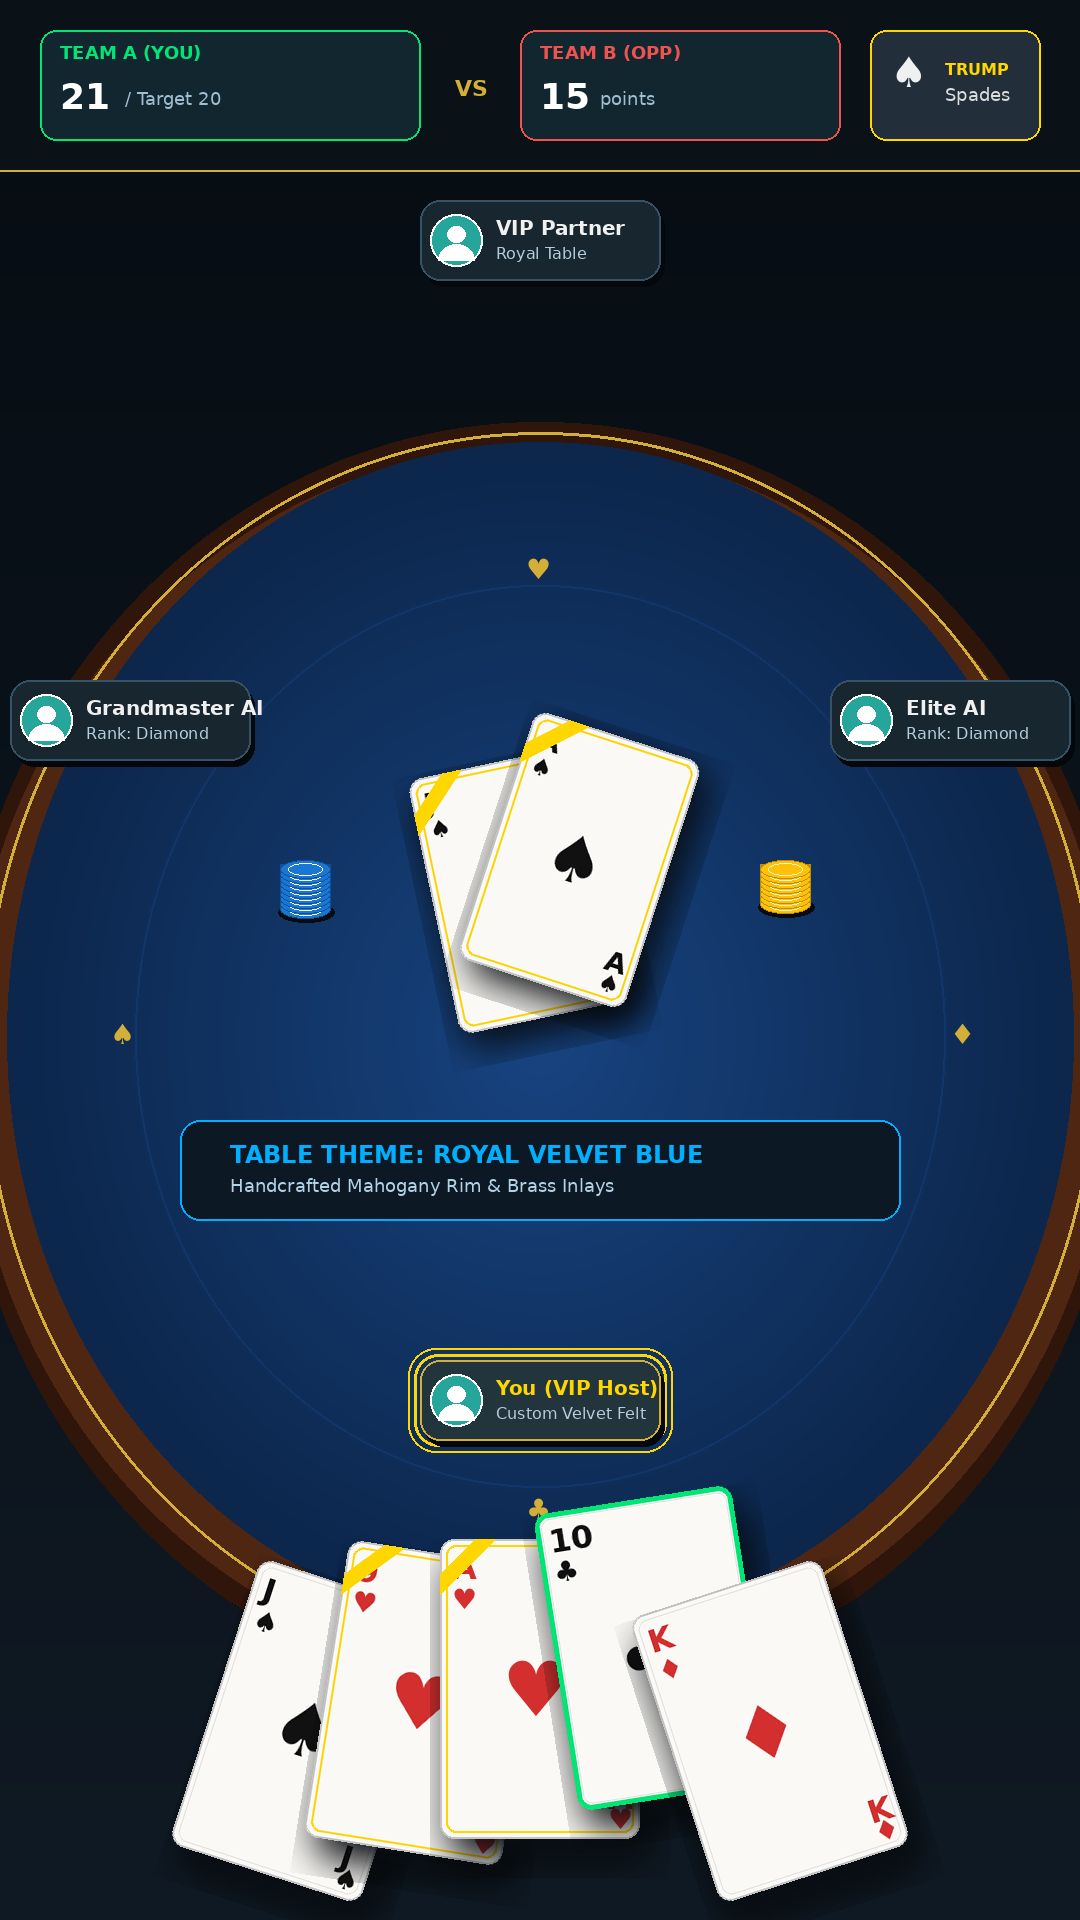 TEAM A (YOU)
21 / Target 20
VS
TEAM B (OPP)
15 points
TRUMP
Spades
VIP Partner
Royal Table
Grandmaster AI
Rank: Diamond
Elite AI
Rank: Diamond
A
TABLE THEME: ROYAL VELVET BLUE
Handcrafted Mahogany Rim & Brass Inlays
You (VIP Host)
Custom Velvet Felt
J
A
10
K
K
J